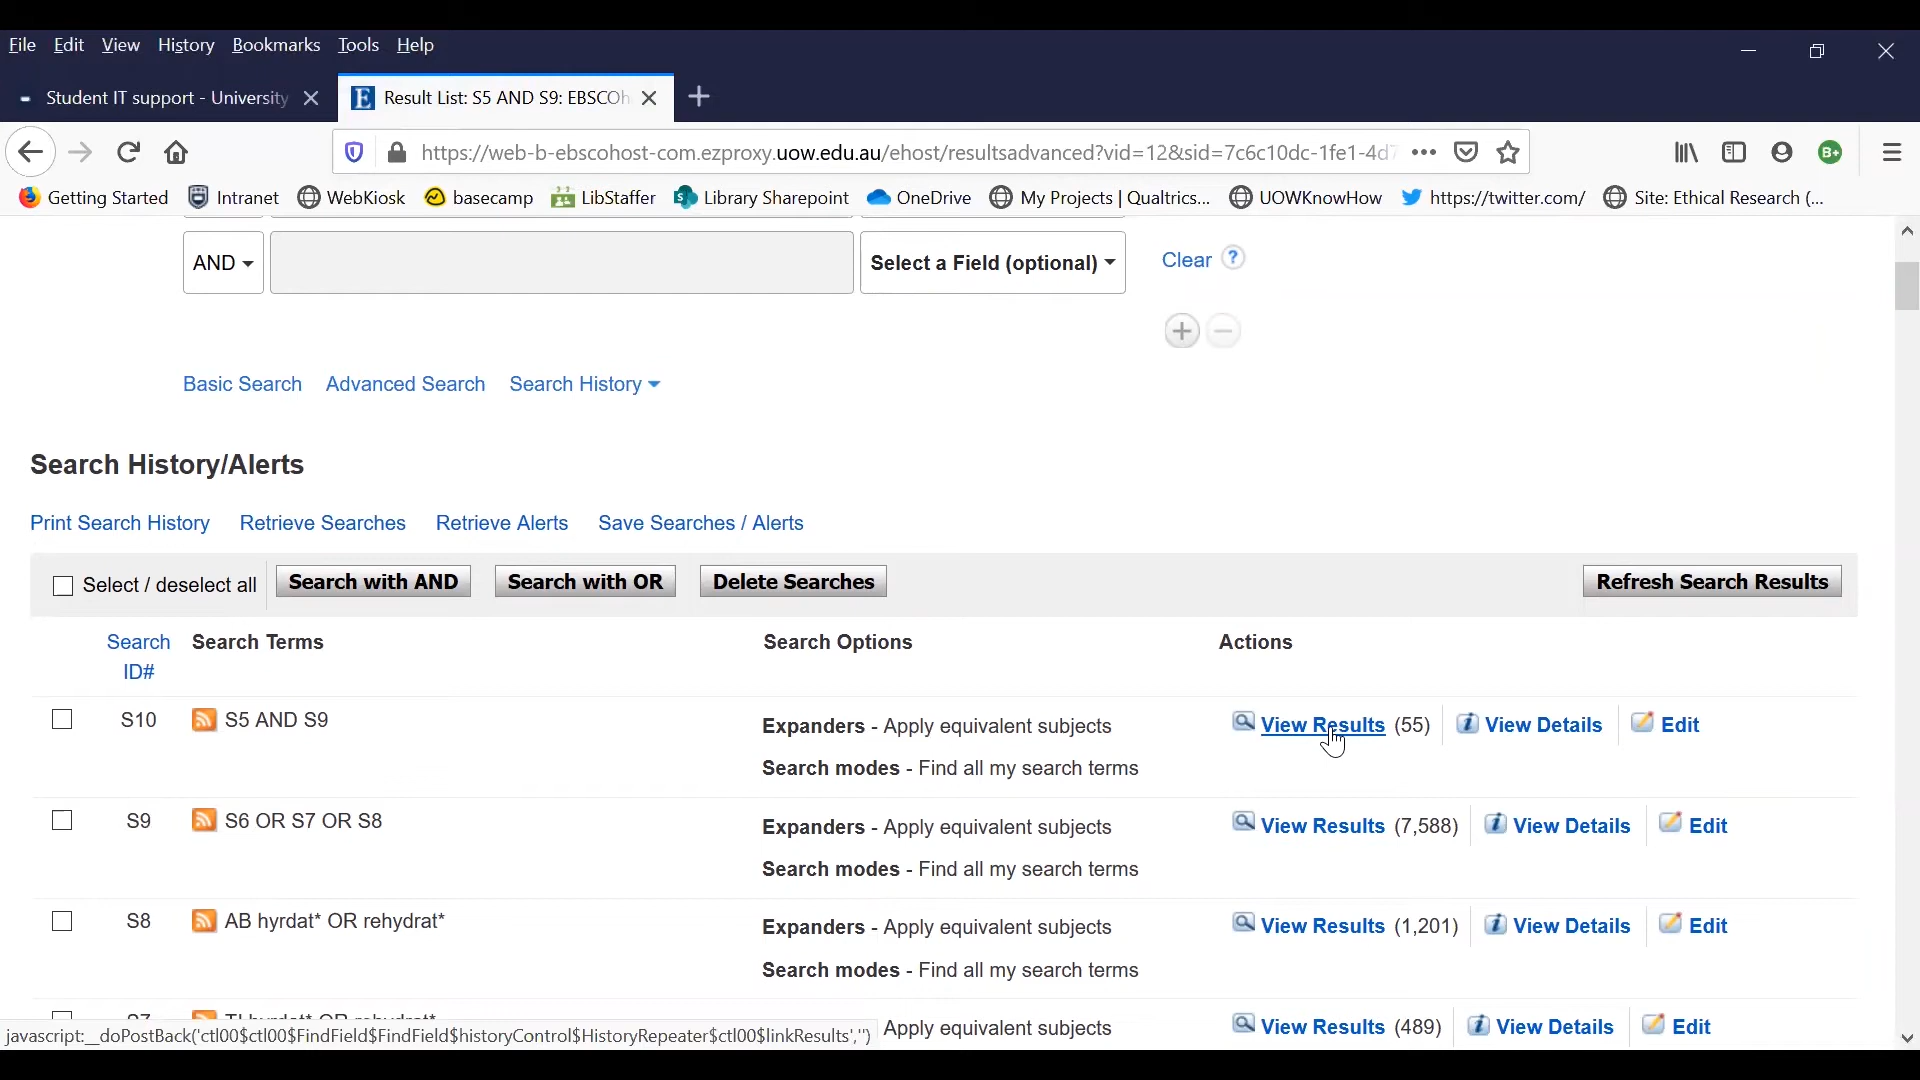 File Edit View History Bookmarks Tools Help
Student IT support - University
Result List: S5 AND S9: EBSCOh
https://web-b-ebscohost-com.ezproxy.uow.edu.au/ehost/resultsadvanced?vid=12&sid=7c6c10dc-1fe1-4d7
Getting Started Intranet WebKiosk basecamp LibStaffer Library Sharepoint OneDrive My Projects | Qualtrics... UOWKnowHow https://twitter.com/ Site: Ethical Research (...
AND Select a Field (optional) Clear ?
Basic Search Advanced Search Search History
Search History/Alerts
Print Search History Retrieve Searches Retrieve Alerts Save Searches / Alerts
Select / deselect all Search with AND Search with OR Delete Searches Refresh Search Results
Search ID# Search Terms Search Options Actions
S10 S5 AND S9 Expanders - Apply equivalent subjects View Results (55) View Details Edit
Search modes - Find all my search terms
S9 S6 OR S7 OR S8 Expanders - Apply equivalent subjects View Results (7,588) View Details Edit
Search modes - Find all my search terms
S8 AB hyrdat* OR rehydrat* Expanders - Apply equivalent subjects View Results (1,201) View Details Edit
Search modes - Find all my search terms
S7 TI hyrdat* OR rehydrat* Apply equivalent subjects View Results (489) View Details Edit
javascript:__doPostBack('ctl00$ctl00$FindField$FindField$historyControl$HistoryRepeater$ctl00$linkResults','')